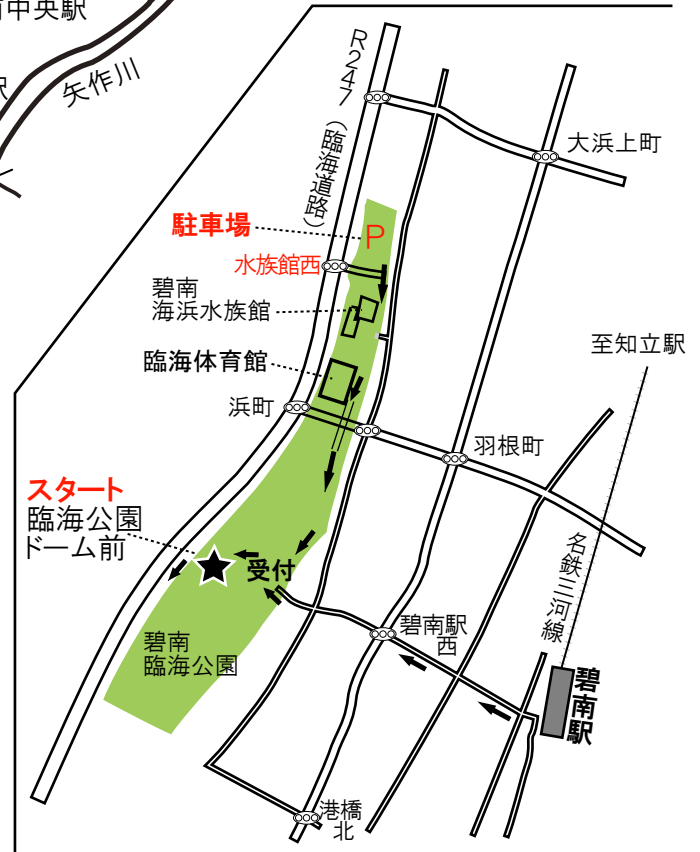 中央駅
駅
矢作川
R247
（臨海道路）
大浜上町
駐車場
P
水族館西
碧南
海浜水族館
至知立駅
臨海体育館
浜町
羽根町
スタート
臨海公園
ドーム前
名鉄三河線
受付
碧南駅
西
碧南
臨海公園
碧南駅
港橋
北